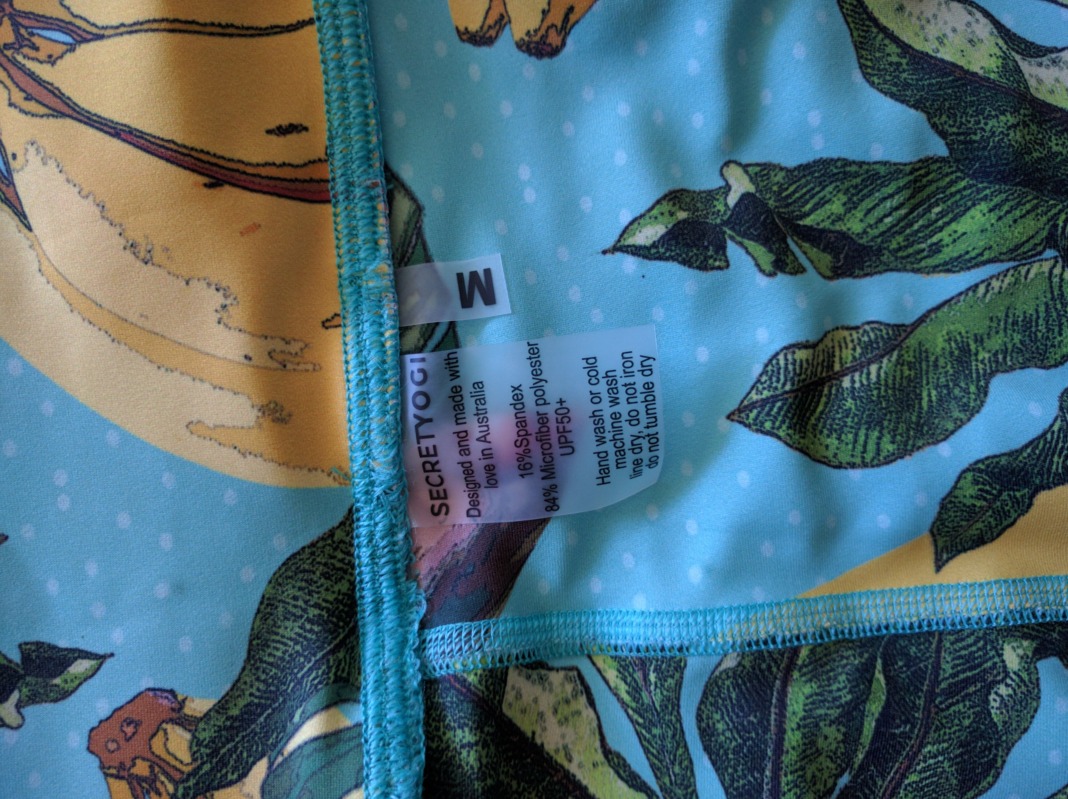 M
SECRETYOGI
Designed and made with
love in Australia
16%Spandex
84% Microfiber polyester
UPF50+
Hand wash or cold
machine wash
line dry, do not iron
do not tumble dry